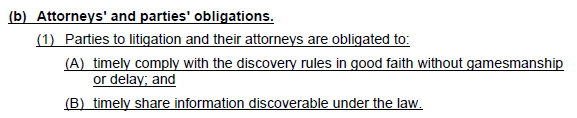 (b) Attorneys' and parties' obligations.
(1) Parties to litigation and their attorneys are obligated to:
(A) timely comply with the discovery rules in good faith without gamesmanship
or delay; and
(B) timely share information discoverable under the law.